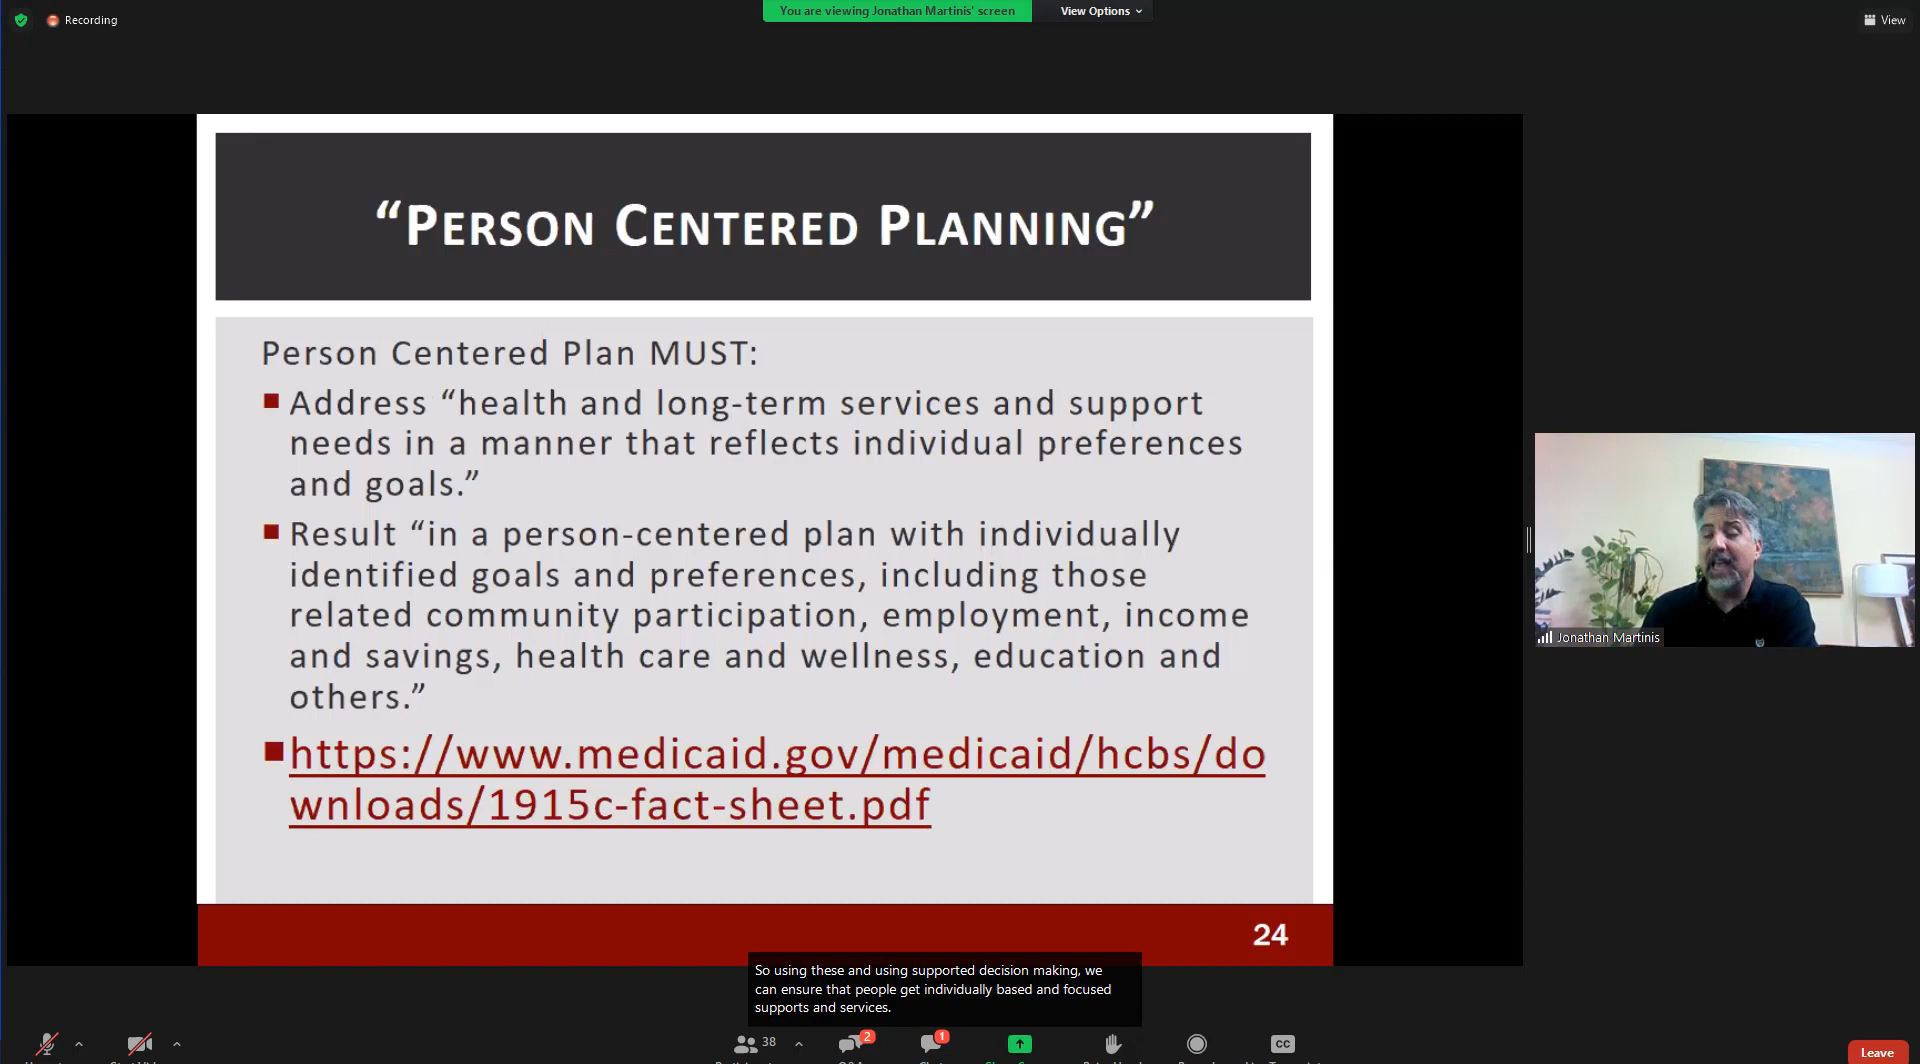 Recording
You are viewing Jonathan Martinis' screen
View Options
View
“PERSON CENTERED PLANNING”
Person Centered Plan MUST:
Address “health and long-term services and support
needs in a manner that reflects individual preferences
and goals.”
Result “in a person-centered plan with individually
identified goals and preferences, including those
related community participation, employment, income
and savings, health care and wellness, education and
others.”
https://www.medicaid.gov/medicaid/hcbs/do
wnloads/1915c-fact-sheet.pdf
24
Jonathan Martinis
So using these and using supported decision making, we
can ensure that people get individually based and focused
supports and services.
38
2
1
CC
Leave